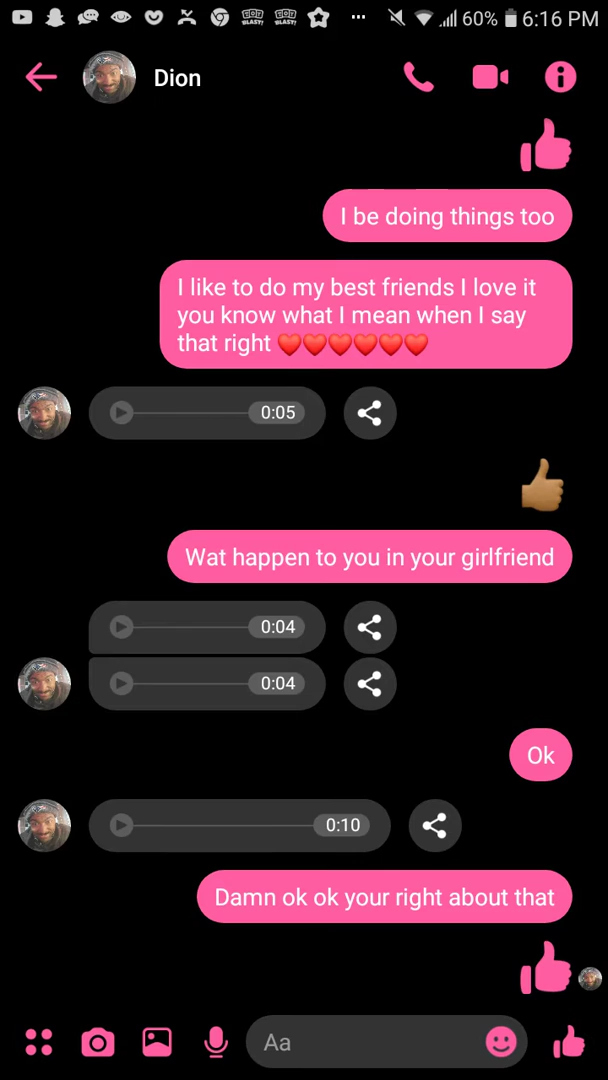 60% 6:16 PM
Dion
I be doing things too
I like to do my best friends I love it
you know what I mean when I say
that right ❤️❤️❤️❤️❤️❤️
0:05
Wat happen to you in your girlfriend
0:04
0:04
Ok
0:10
Damn ok ok your right about that
Aa